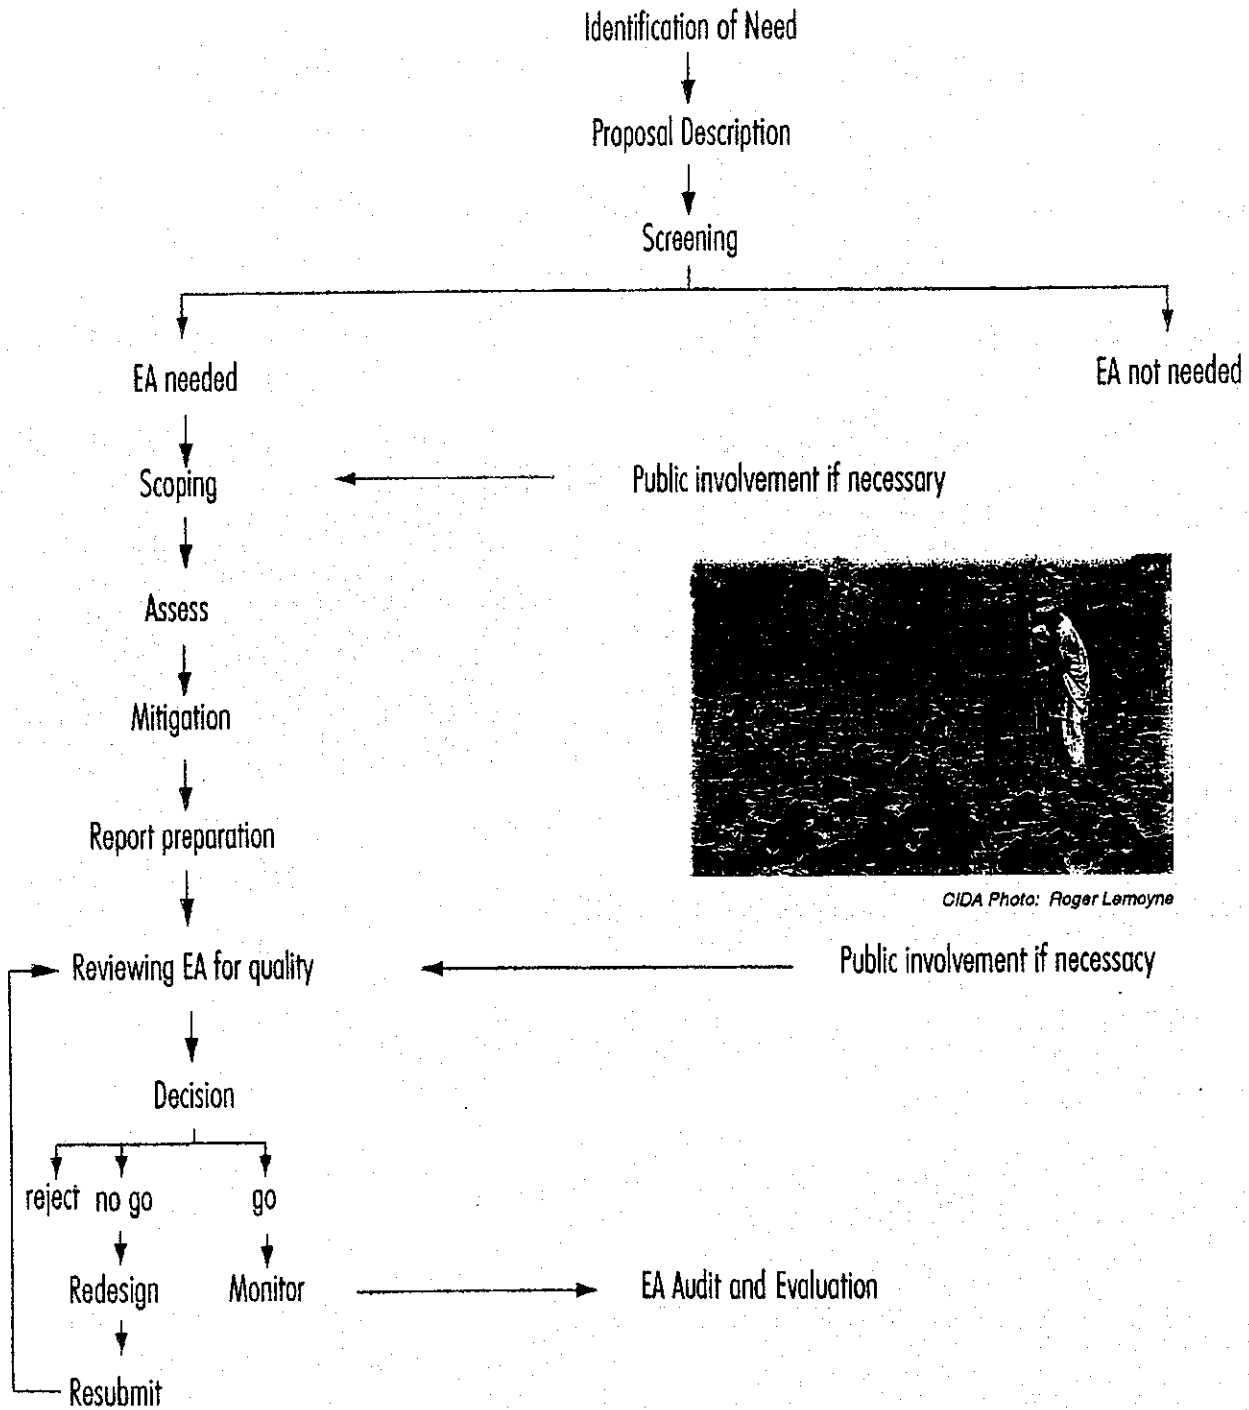 Identification of Need
Proposal Description
Screening
EA needed
EA not needed
Scoping
Public involvement if necessary
Assess
Mitigation
Report preparation
CIDA Photo: Roger Lemoyne
Reviewing EA for quality
Public involvement if necessacy
Decision
reject no go go
Redesign Monitor EA Audit and Evaluation
Resubmit